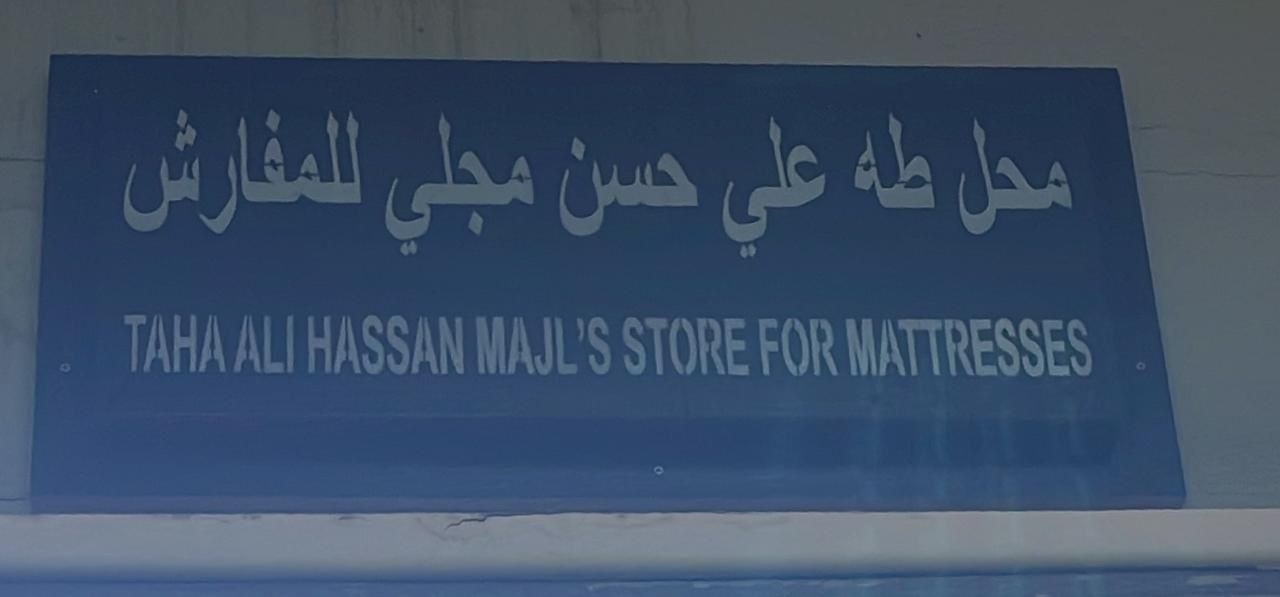 محل طه علي حسن مجلي للمفارش
TAHA ALI HASSAN MAJL'S STORE FOR MATTRESSES